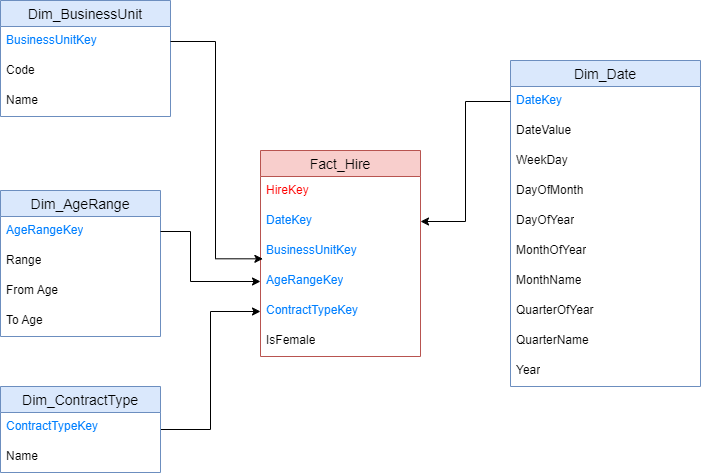 Dim_BusinessUnit
BusinessUnitKey
Code
Name
Dim_AgeRange
AgeRangeKey
Range
From Age
To Age
Dim_ContractType
ContractTypeKey
Name
Fact_Hire
HireKey
DateKey
BusinessUnitKey
AgeRangeKey
ContractTypeKey
IsFemale
Dim_Date
DateKey
DateValue
WeekDay
DayOfMonth
DayOfYear
MonthOfYear
MonthName
QuarterOfYear
QuarterName
Year